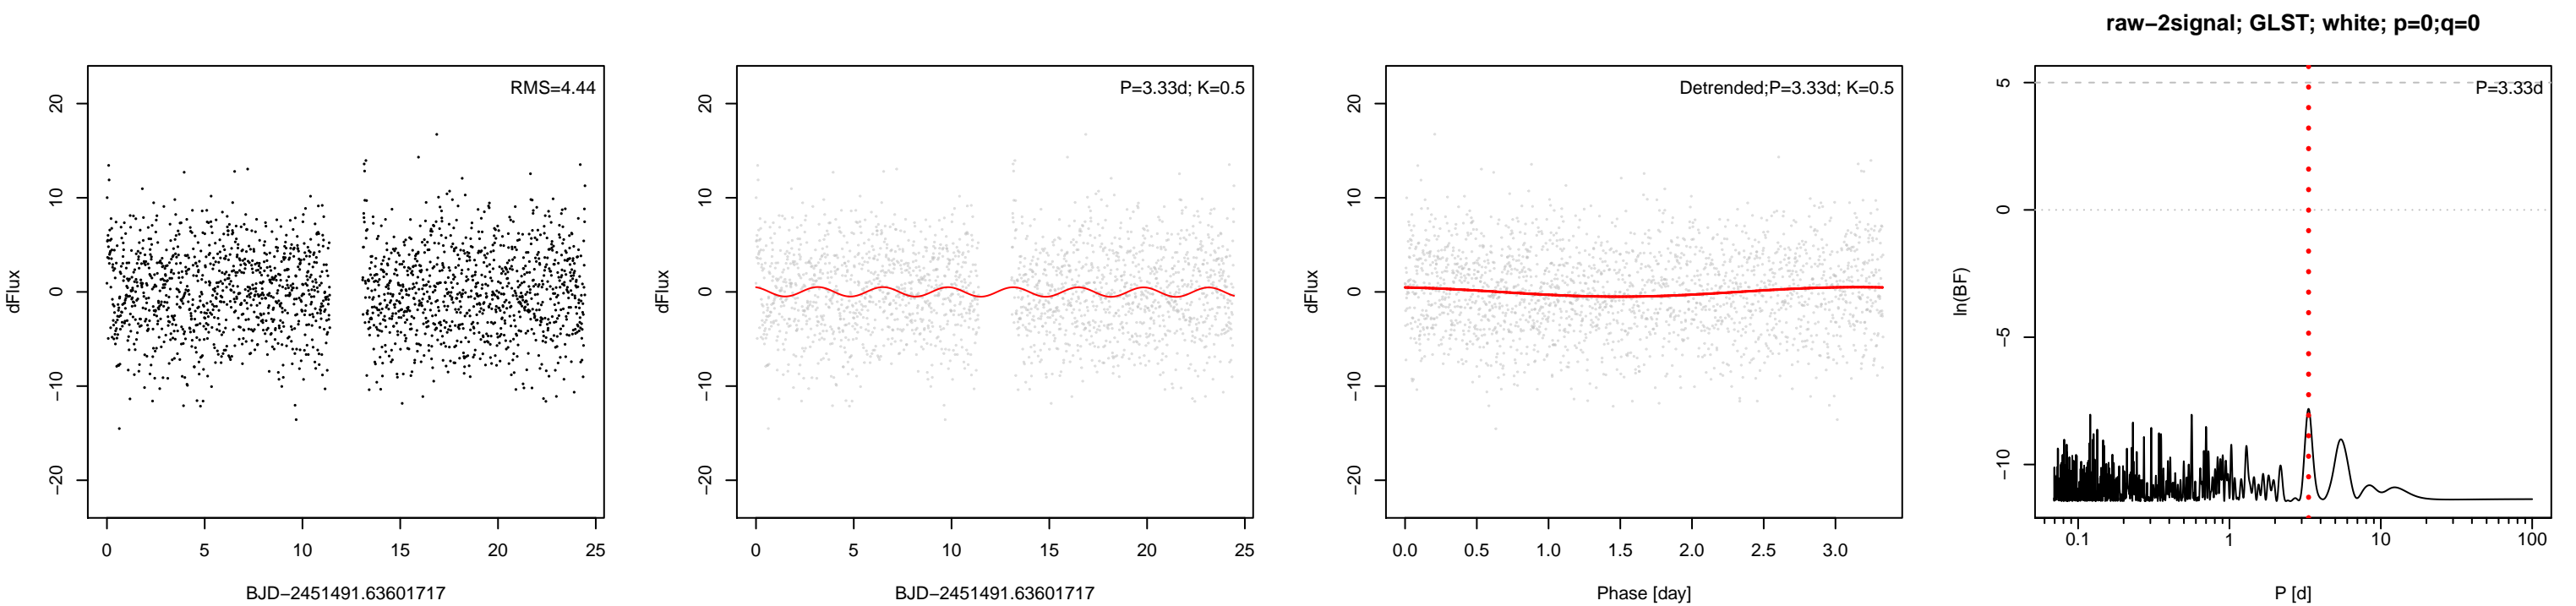 raw−2signal; GLST; white; p=0;q=0
RMS=4.44
dFlux
20
10
0
−10
−20
0 5 10 15 20 25
BJD−2451491.63601717
P=3.33d; K=0.5
dFlux
20
10
0
−10
−20
0 5 10 15 20 25
BJD−2451491.63601717
Detrended;P=3.33d; K=0.5
dFlux
20
10
0
−10
−20
0.0 0.5 1.0 1.5 2.0 2.5 3.0
Phase [day]
P=3.33d
ln(BF)
5
0
−5
−10
0.1 1 10 100
P [d]